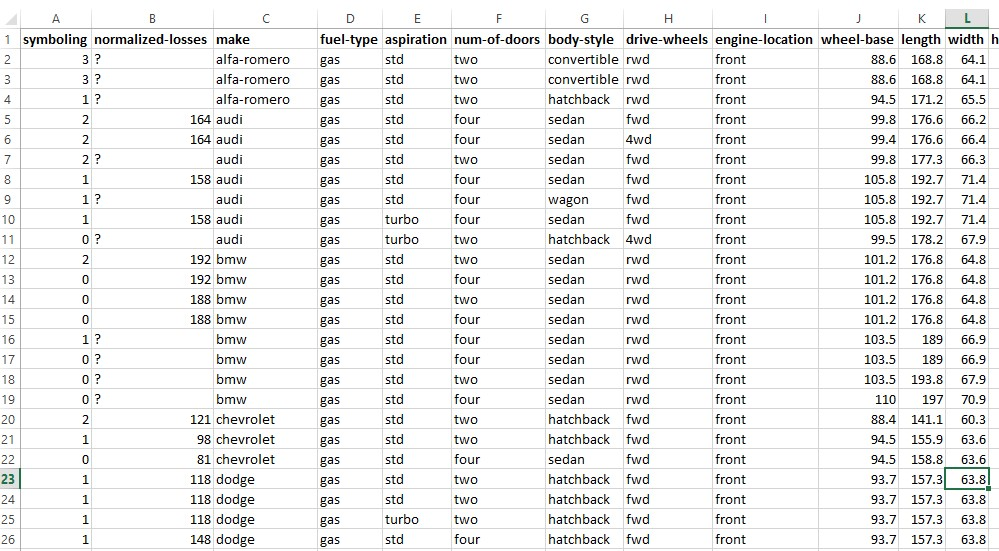 A B C D E F G H I J K L
1 symboling normalized-losses make fuel-type aspiration num-of-doors body-style drive-wheels engine-location wheel-base length width h
2 3 ? alfa-romero gas std two convertible rwd front 88.6 168.8 64.1
3 3 ? alfa-romero gas std two convertible rwd front 88.6 168.8 64.1
4 1 ? alfa-romero gas std two hatchback rwd front 94.5 171.2 65.5
5 2 164 audi gas std four sedan fwd front 99.8 176.6 66.2
6 2 164 audi gas std four sedan 4wd front 99.4 176.6 66.4
7 2 ? audi gas std two sedan fwd front 99.8 177.3 66.3
8 1 158 audi gas std four sedan fwd front 105.8 192.7 71.4
9 1 ? audi gas std four wagon fwd front 105.8 192.7 71.4
10 1 158 audi gas turbo four sedan fwd front 105.8 192.7 71.4
11 0 ? audi gas turbo two hatchback 4wd front 99.5 178.2 67.9
12 2 192 bmw gas std two sedan rwd front 101.2 176.8 64.8
13 0 192 bmw gas std four sedan rwd front 101.2 176.8 64.8
14 0 188 bmw gas std two sedan rwd front 101.2 176.8 64.8
15 0 188 bmw gas std four sedan rwd front 101.2 176.8 64.8
16 1 ? bmw gas std four sedan rwd front 103.5 189 66.9
17 0 ? bmw gas std four sedan rwd front 103.5 189 66.9
18 0 ? bmw gas std two sedan rwd front 103.5 193.8 67.9
19 0 ? bmw gas std four sedan rwd front 110 197 70.9
20 2 121 chevrolet gas std two hatchback fwd front 88.4 141.1 60.3
21 1 98 chevrolet gas std two hatchback fwd front 94.5 155.9 63.6
22 0 81 chevrolet gas std four sedan fwd front 94.5 158.8 63.6
23 1 118 dodge gas std two hatchback fwd front 93.7 157.3 63.8
24 1 118 dodge gas std two hatchback fwd front 93.7 157.3 63.8
25 1 118 dodge gas turbo two hatchback fwd front 93.7 157.3 63.8
26 1 148 dodge gas std four hatchback fwd front 93.7 157.3 63.8